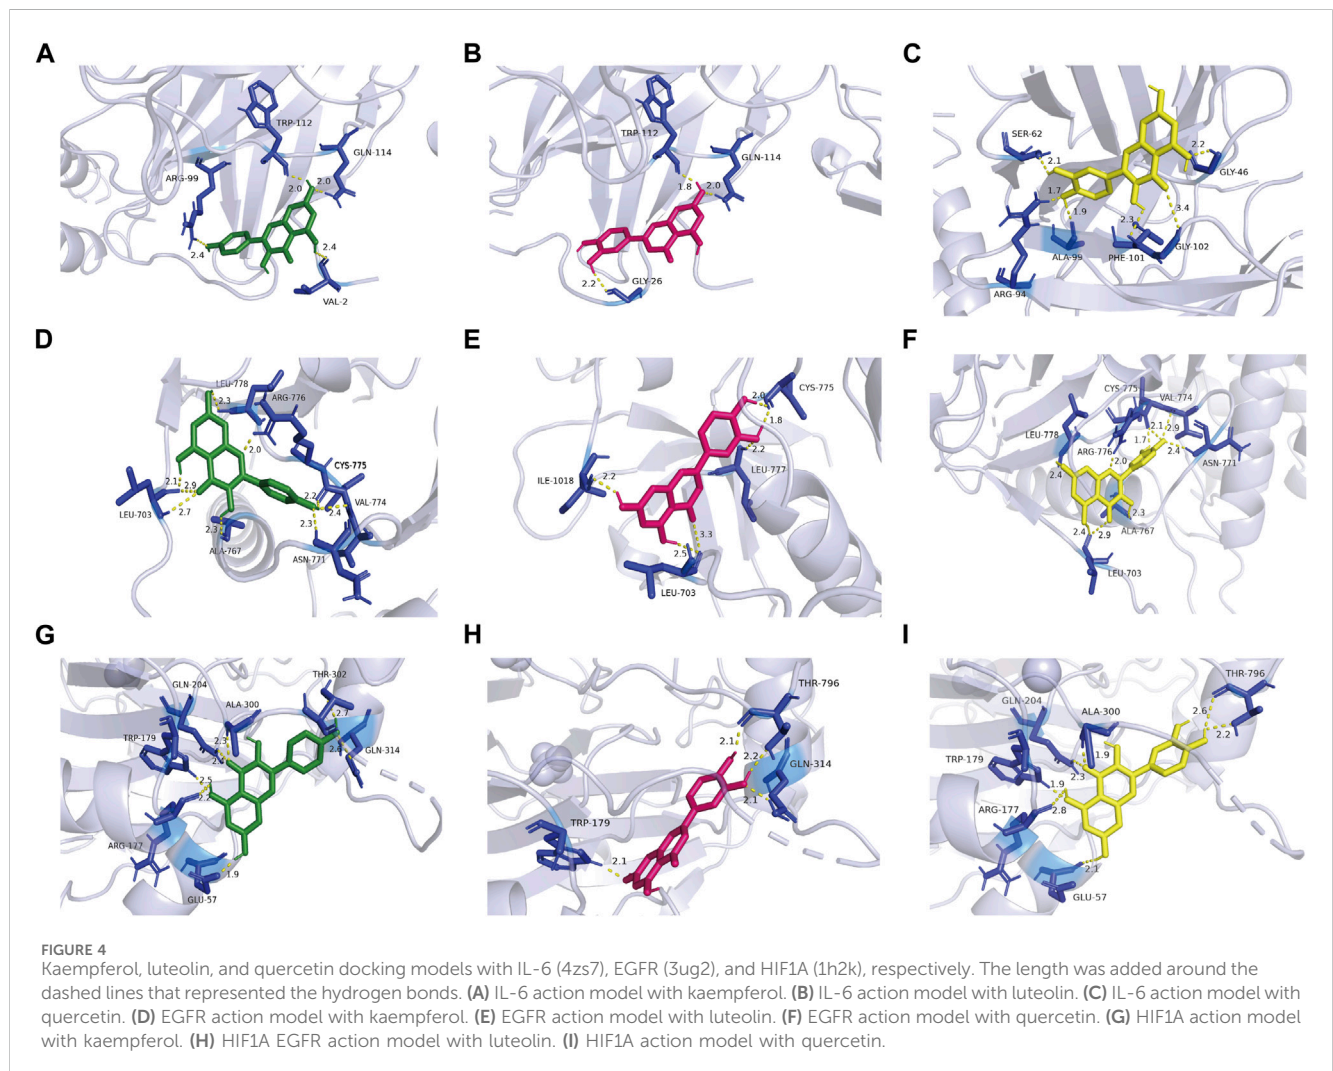 A
TRP-112
GLN-114
ARG-99
2.0
2.0
2.4
2.4
VAL-2
B
TRP-112
GLN-114
1.8
2.0
2.2
GLY-26
C
SER-62
2.1
2.2
GLY-46
1.7
1.9
2.3
3.4
ALA-99
PHE-101
GLY-102
ARG-94
D
LEU-778
2.3
ARG-776
2.0
CYS-775
2.1
2.9
2.7
LEU-703
2.2
2.4
VAL-774
2.3
2.3
ALA-767
ASN-771
E
2.0
CYS-775
1.8
2.2
LEU-777
ILE-1018
2.2
3.3
2.5
LEU-703
F
CYS-775
VAL-774
LEU-778
2.1
2.9
1.7
2.4
ARG-776
2.0
ASN-771
2.4
2.3
ALA-767
2.4
2.9
LEU-703
G
THR-302
GLN-204
ALA-300
2.7
TRP-179
2.3
2.6
GLN-314
2.4
2.5
2.2
ARG-177
1.9
GLU-57
H
THR-796
2.1
2.2
GLN-314
2.1
TRP-179
2.1
I
THR-796
GLN-204
ALA-300
2.6
2.2
1.9
TRP-179
2.3
1.9
ARG-177
2.8
2.1
GLU-57
FIGURE 4
Kaempferol, luteolin, and quercetin docking models with IL-6 (4zs7), EGFR (3ug2), and HIF1A (1h2k), respectively. The length was added around the
dashed lines that represented the hydrogen bonds. (A) IL-6 action model with kaempferol. (B) IL-6 action model with luteolin. (C) IL-6 action model with
quercetin. (D) EGFR action model with kaempferol. (E) EGFR action model with luteolin. (F) EGFR action model with quercetin. (G) HIF1A action model
with kaempferol. (H) HIF1A EGFR action model with luteolin. (I) HIF1A action model with quercetin.